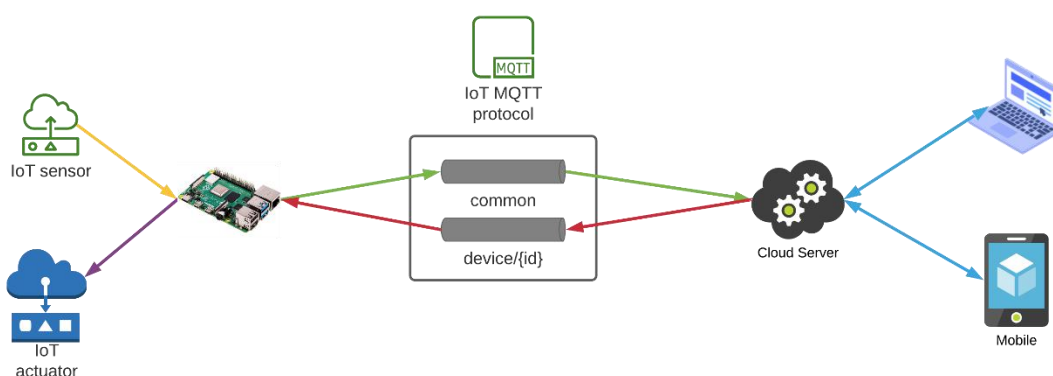 MQTT
IoT MQTT
protocol
IoT sensor
common
device/{id}
Cloud Server
IoT
actuator
Mobile